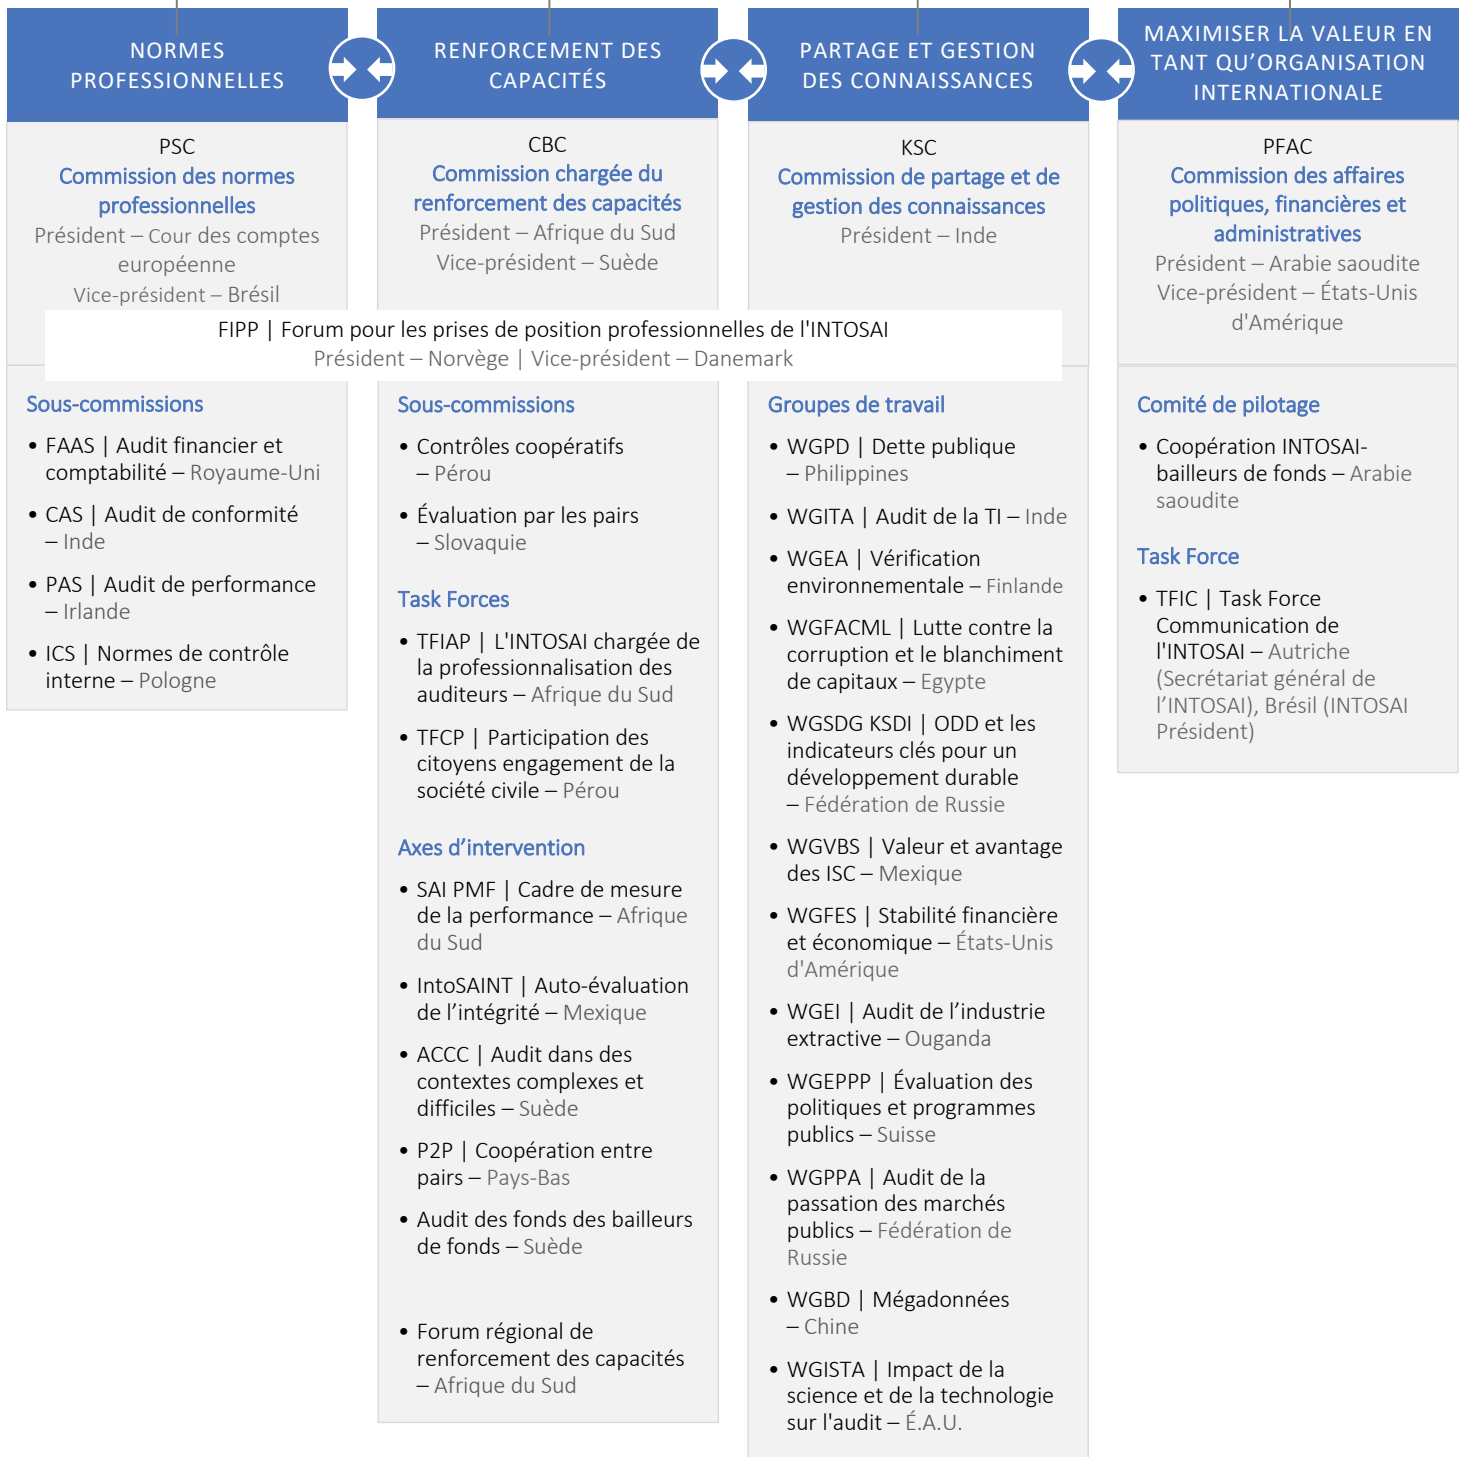 NORMES
PROFESSIONNELLES
PSC
Commission des normes
professionnelles
Président – Cour des comptes
européenne
Vice-président – Brésil
RENFORCEMENT DES
CAPACITÉS
CBC
Commission chargée du
renforcement des capacités
Président – Afrique du Sud
Vice-président – Suède
PARTAGE ET GESTION
DES CONNAISSANCES
KSC
Commission de partage et de
gestion des connaissances
Président – Inde
MAXIMISER LA VALEUR EN
TANT QU’ORGANISATION
INTERNATIONALE
PFAC
Commission des affaires
politiques, financières et
administratives
Président – Arabie saoudite
Vice-président – États-Unis
d'Amérique
FIPP | Forum pour les prises de position professionnelles de l'INTOSAI
Président – Norvège | Vice-président – Danemark
Sous-commissions
• FAAS | Audit financier et
comptabilité – Royaume-Uni
• CAS | Audit de conformité
– Inde
• PAS | Audit de performance
– Irlande
• ICS | Normes de contrôle
interne – Pologne
Sous-commissions
• Contrôles coopératifs
– Pérou
• Évaluation par les pairs
– Slovaquie
Task Forces
• TFIAP | L'INTOSAI chargée de
la professionnalisation des
auditeurs – Afrique du Sud
• TFCP | Participation des
citoyens engagement de la
société civile – Pérou
Axes d’intervention
• SAI PMF | Cadre de mesure
de la performance – Afrique
du Sud
• IntoSAINT | Auto-évaluation
de l’intégrité – Mexique
• ACCC | Audit dans des
contextes complexes et
difficiles – Suède
• P2P | Coopération entre
pairs – Pays-Bas
• Audit des fonds des bailleurs
de fonds – Suède
• Forum régional de
renforcement des capacités
– Afrique du Sud
Groupes de travail
• WGPD | Dette publique
– Philippines
• WGITA | Audit de la TI – Inde
• WGEA | Vérification
environnementale – Finlande
• WGFACML | Lutte contre la
corruption et le blanchiment
de capitaux – Egypte
• WGSDG KSDI | ODD et les
indicateurs clés pour un
développement durable
– Fédération de Russie
• WGVBS | Valeur et avantage
des ISC – Mexique
• WGFES | Stabilité financière
et économique – États-Unis
d'Amérique
• WGEI | Audit de l’industrie
extractive – Ouganda
• WGEPPP | Évaluation des
politiques et programmes
publics – Suisse
• WGPPA | Audit de la
passation des marchés
publics – Fédération de
Russie
• WGBD | Mégadonnées
– Chine
• WGISTA | Impact de la
science et de la technologie
sur l'audit – É.A.U.
Comité de pilotage
• Coopération INTOSAI-
bailleurs de fonds – Arabie
saoudite
Task Force
• TFIC | Task Force
Communication de
l'INTOSAI – Autriche
(Secrétariat général de
l’INTOSAI), Brésil (INTOSAI
Président)